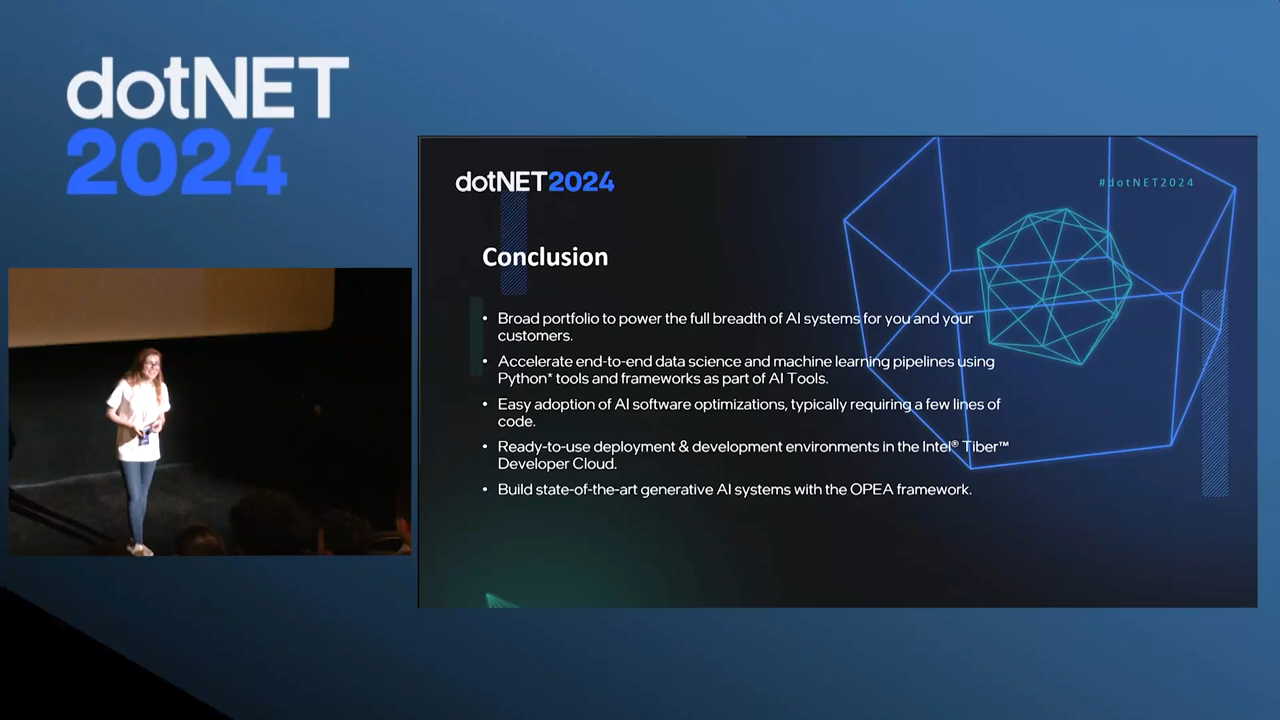 dotNET
2024
dotNET2024
#dotNET2024
Conclusion
• Broad portfolio to power the full breadth of AI systems for you and your
customers.
• Accelerate end-to-end data science and machine learning pipelines using
Python* tools and frameworks as part of AI Tools.
• Easy adoption of AI software optimizations, typically requiring a few lines of
code.
• Ready-to-use deployment & development environments in the Intel® Tiber™
Developer Cloud.
• Build state-of-the-art generative AI systems with the OPEA framework.